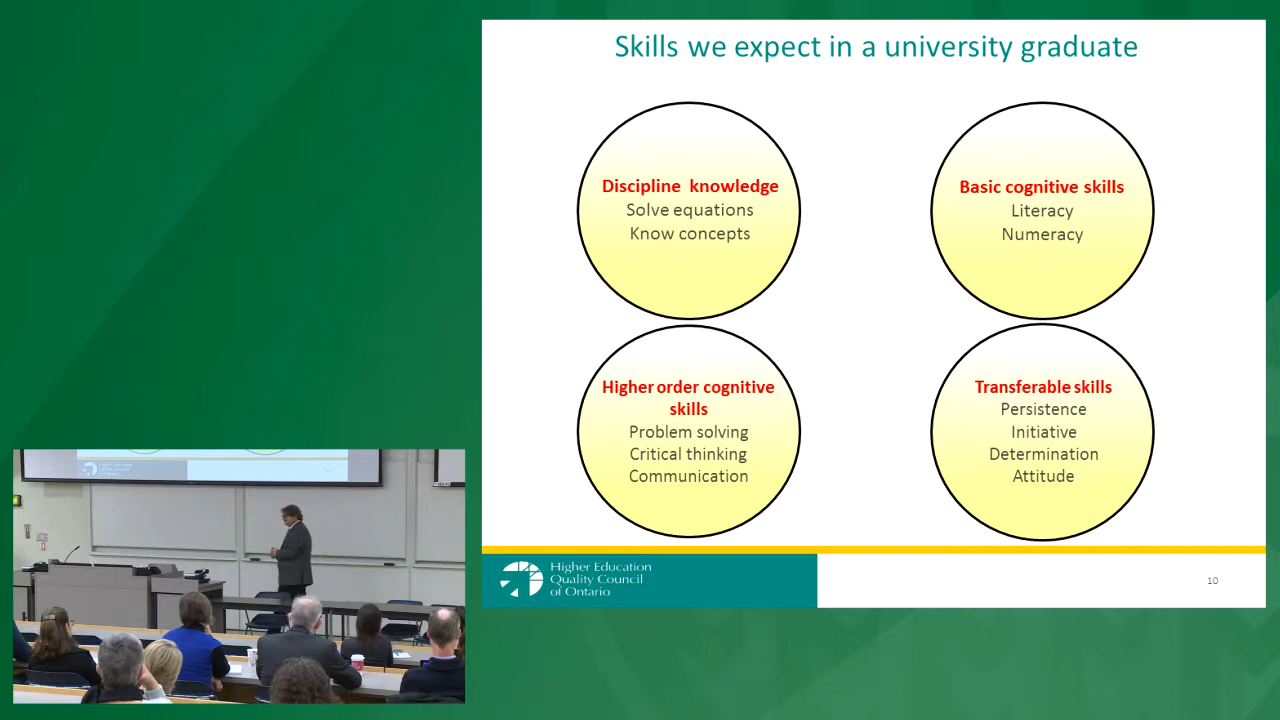 Skills we expect in a university graduate
Discipline knowledge
Solve equations
Know concepts
Basic cognitive skills
Literacy
Numeracy
Higher order cognitive
skills
Problem solving
Critical thinking
Communication
Transferable skills
Persistence
Initiative
Determination
Attitude
Higher Education
Quality Council
of Ontario
10